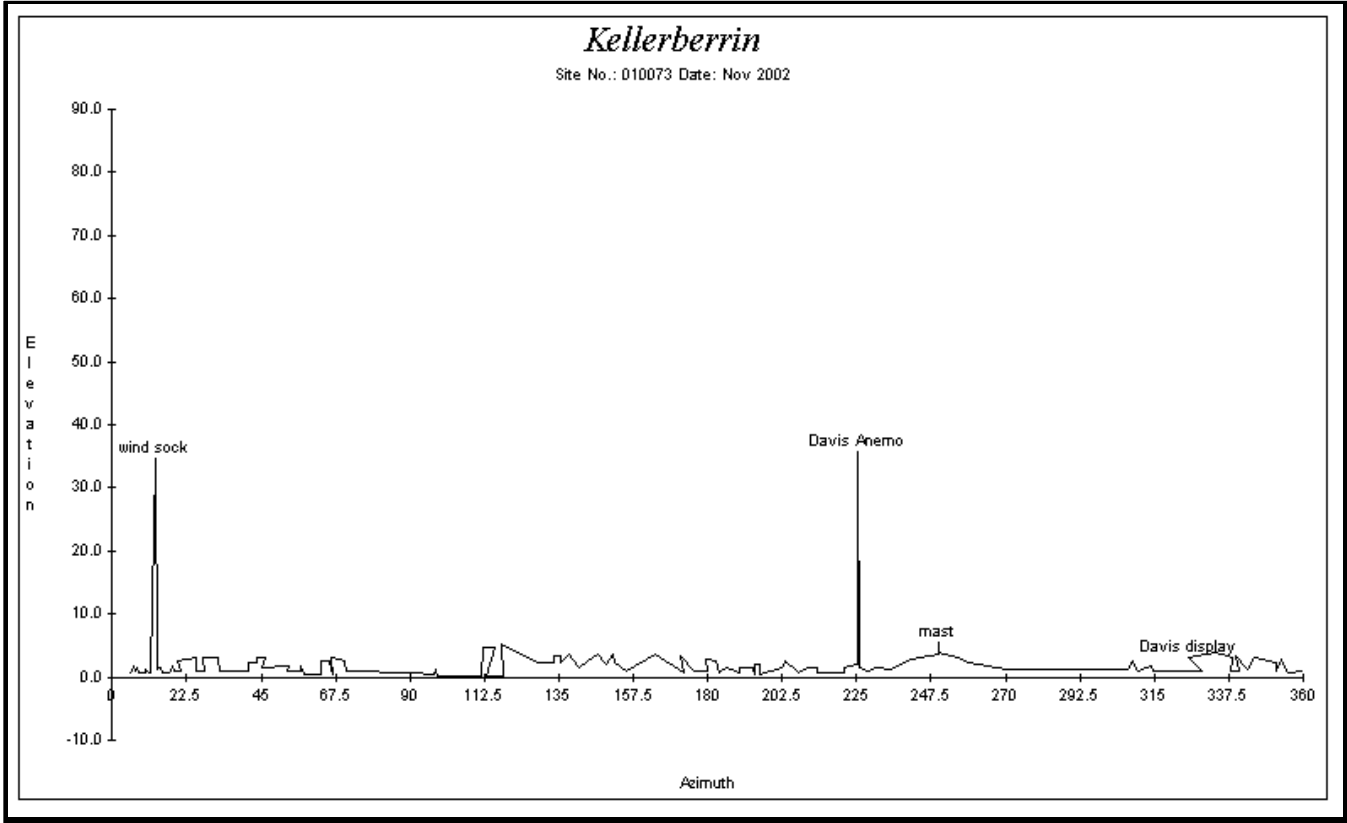 Kellerberrin
Site No.: 010073 Date: Nov 2002
90.0
80.0
70.0
60.0
50.0
40.0
30.0
20.0
10.0
0.0
-10.0
Elevation
wind sock
Davis Anemo
mast
Davis display
0 22.5 45 67.5 90 112.5 135 157.5 180 202.5 225 247.5 270 292.5 315 337.5 360
Azimuth